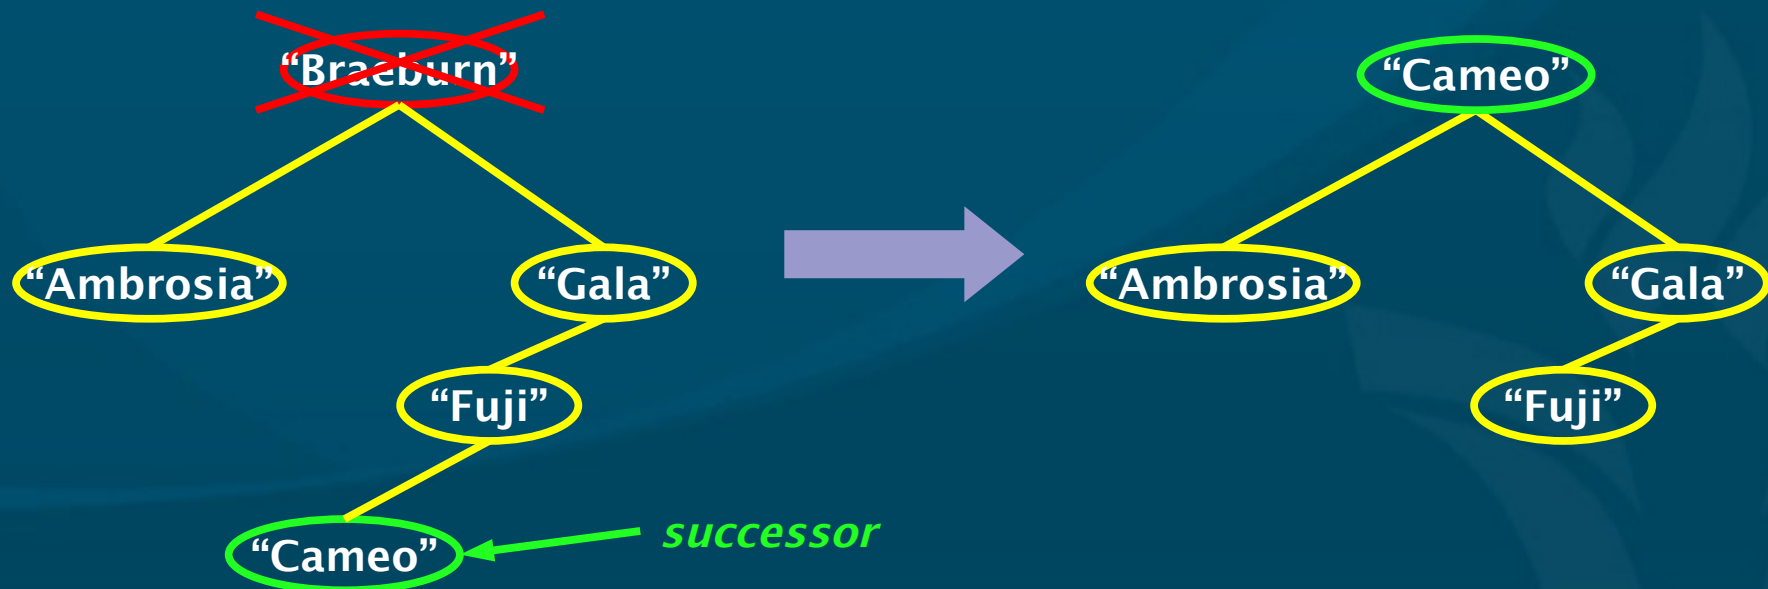 “Braeburn”
“Cameo”
“Ambrosia”
“Gala”
“Ambrosia”
“Gala”
“Fuji”
“Fuji”
“Cameo”
successor